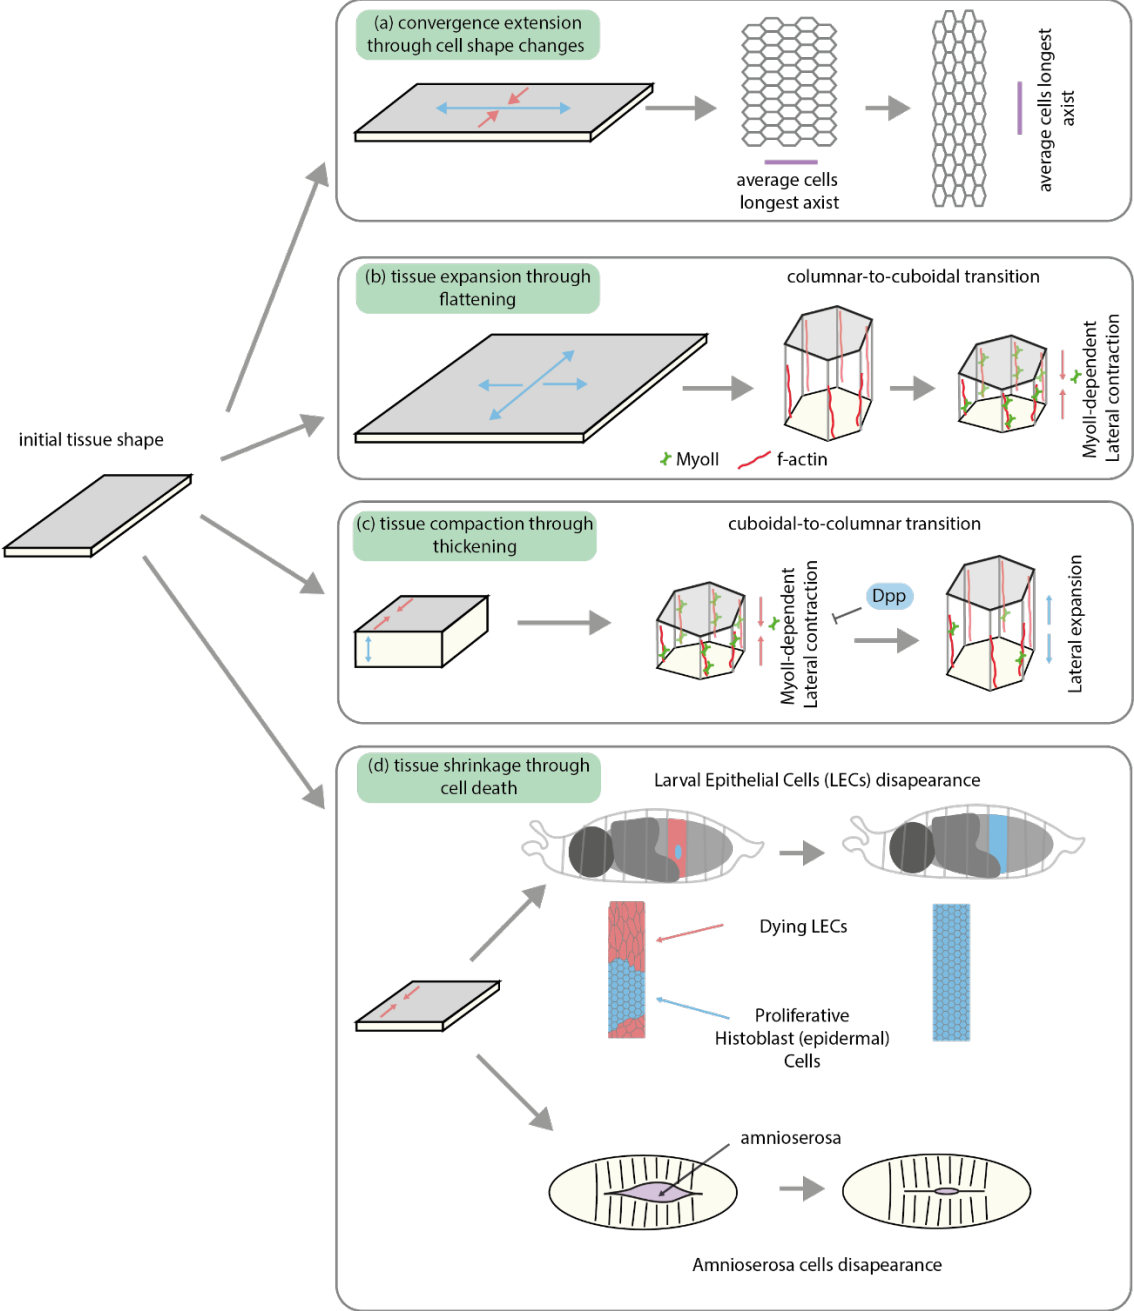 (a) convergence extension
through cell shape changes
average cells
longest axist
average cells longest
axist
initial tissue shape
(b) tissue expansion through
flattening
columnar-to-cuboidal transition
MyoII-dependent
Lateral contraction
MyoII
f-actin
(c) tissue compaction through
thickening
cuboidal-to-columnar transition
MyoII-dependent
Lateral contraction
Dpp
Lateral expansion
(d) tissue shrinkage through
cell death
Larval Epithelial Cells (LECs) disapearance
Dying LECs
Proliferative
Histoblast (epidermal)
Cells
amnioserosa
Amnioserosa cells disapearance